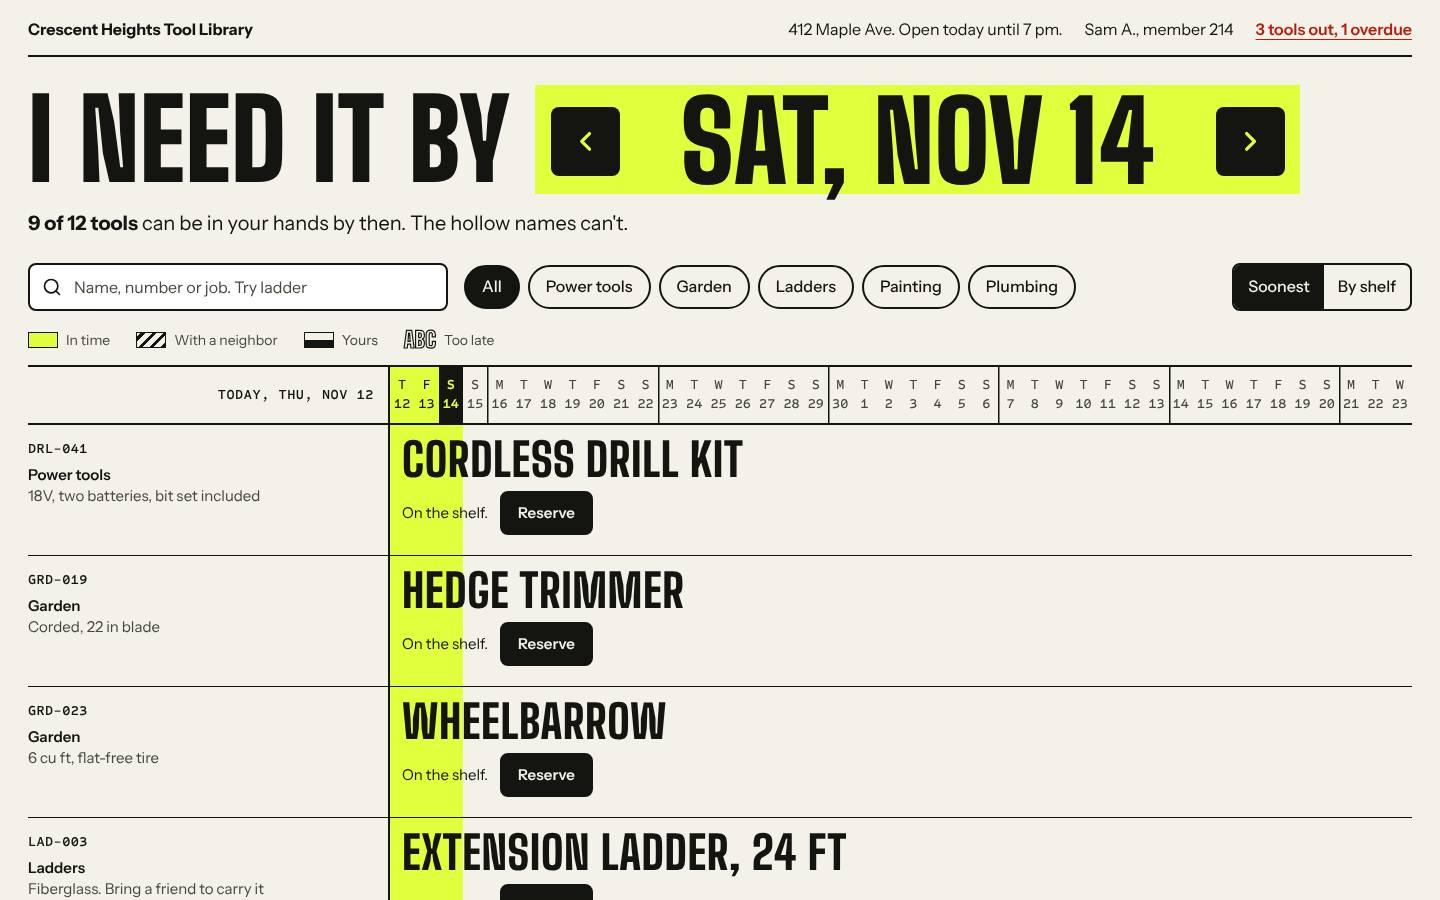 Crescent Heights Tool Library
412 Maple Ave. Open today until 7 pm. Sam A., member 214 3 tools out, 1 overdue
I NEED IT BY SAT, NOV 14
9 of 12 tools can be in your hands by then. The hollow names can't.
Name, number or job. Try ladder All Power tools Garden Ladders Painting Plumbing Soonest By shelf
In time With a neighbor Yours ABC Too late
TODAY, THU, NOV 12
T F S S M T W T F S S M T W T F S S M T W T F S S M T W T F S S M T W T F S S M T W
12 13 14 15 16 17 18 19 20 21 22 23 24 25 26 27 28 29 30 1 2 3 4 5 6 7 8 9 10 11 12 13 14 15 16 17 18 19 20 21 22 23
DRL-041
Power tools
18V, two batteries, bit set included
CORDLESS DRILL KIT
On the shelf. Reserve
GRD-019
Garden
Corded, 22 in blade
HEDGE TRIMMER
On the shelf. Reserve
GRD-023
Garden
6 cu ft, flat-free tire
WHEELBARROW
On the shelf. Reserve
LAD-003
Ladders
Fiberglass. Bring a friend to carry it
EXTENSION LADDER, 24 FT